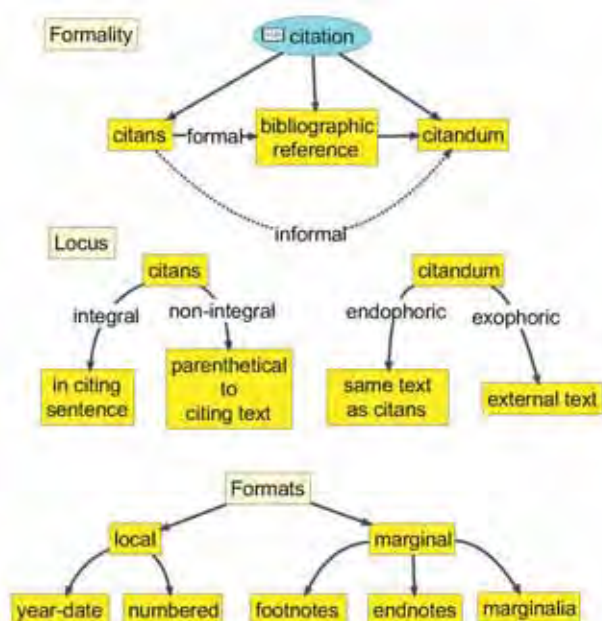 Formality
citation
citans
formal
bibliographic
reference
citandum
informal
Locus
citans
citandum
integral
non-integral
endophoric
exophoric
in citing
sentence
parenthetical
to
citing text
same text
as citans
external text
Formats
local
marginal
year-date
numbered
footnotes
endnotes
marginalia